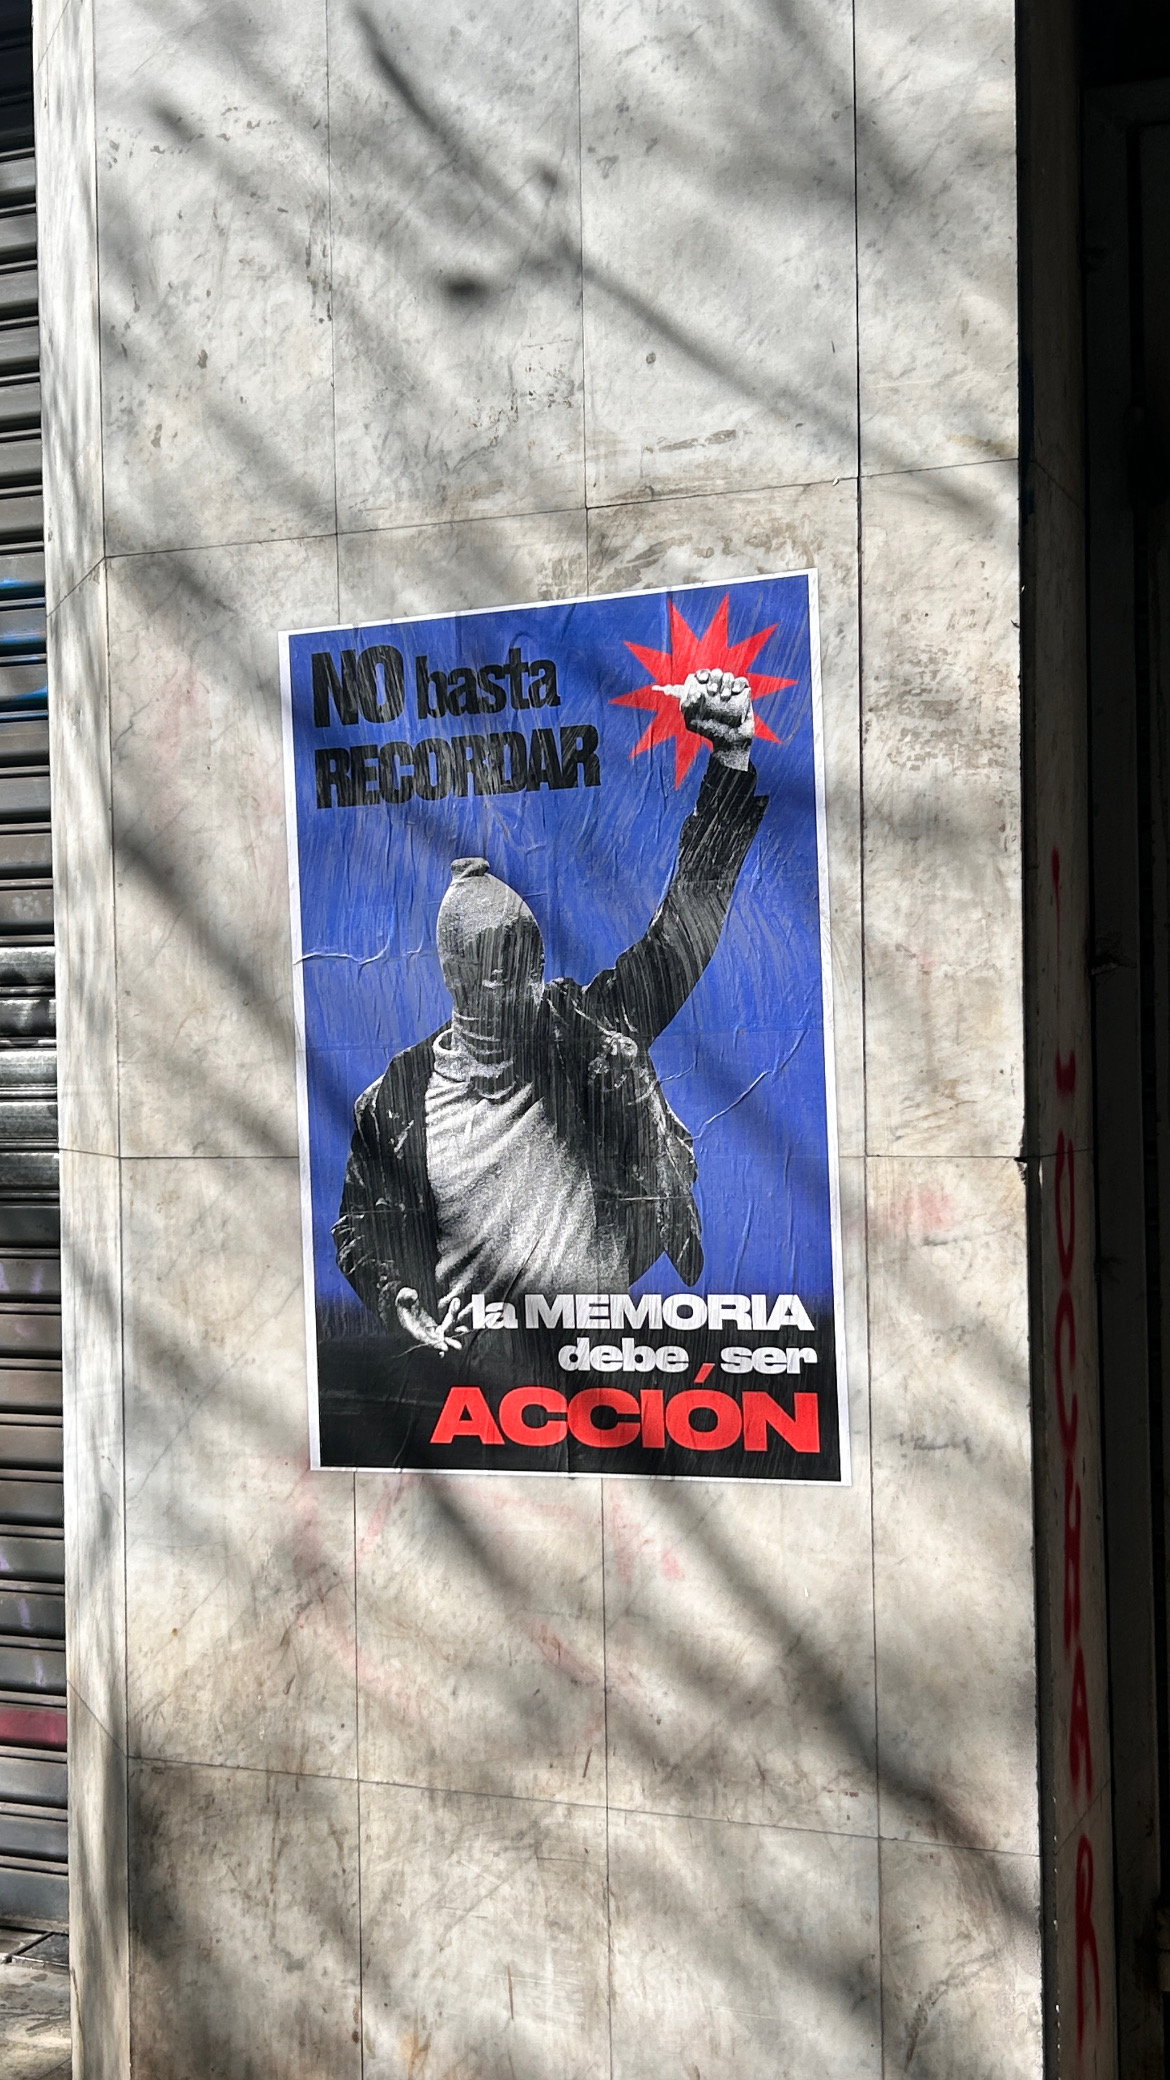 NO basta
RECORDAR
la MEMORIA
debe ser
ACCIÓN